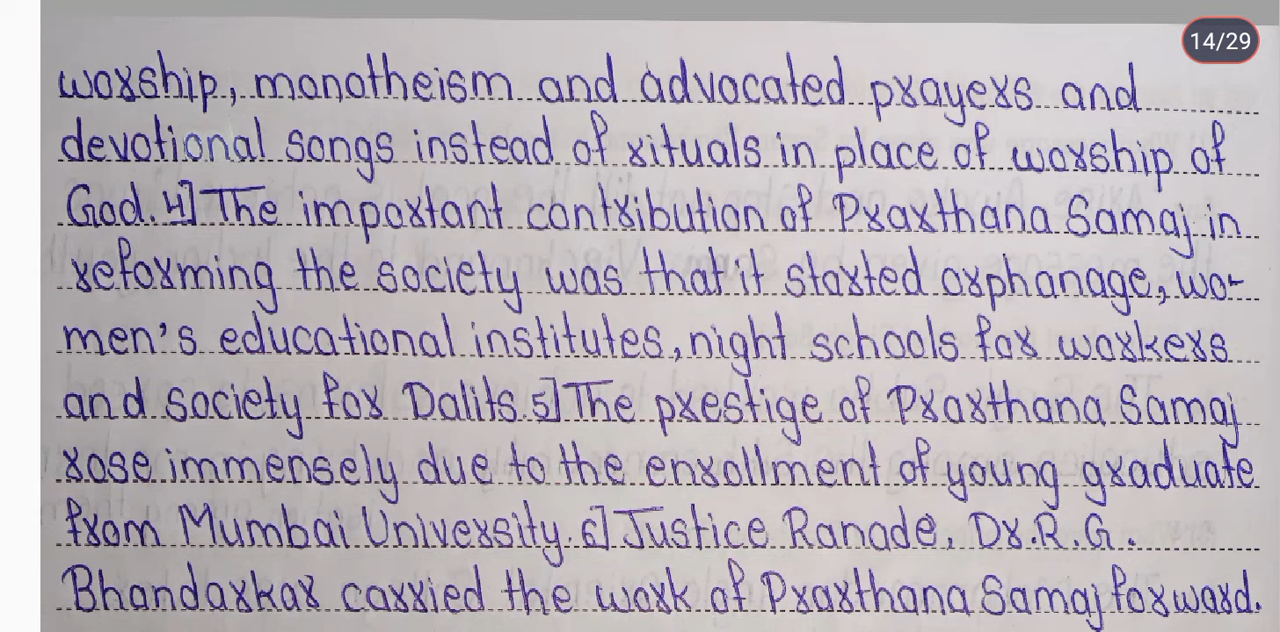 14/29
worship, monotheism and advocated prayers and
devotional songs instead of rituals in place of worship of
God. 4] The important contribution of Prarthana Samaj in
reforming the society was that it started orphanage, wo-
men's educational institutes, night schools for workers
and society for Dalits. 5] The prestige of Prarthana Samaj
rose immensely due to the enrollment of young graduate
from Mumbai University. 6] Justice Ranade, Dr. R. G.
Bhandarkar carried the work of Prarthana Samaj forward.